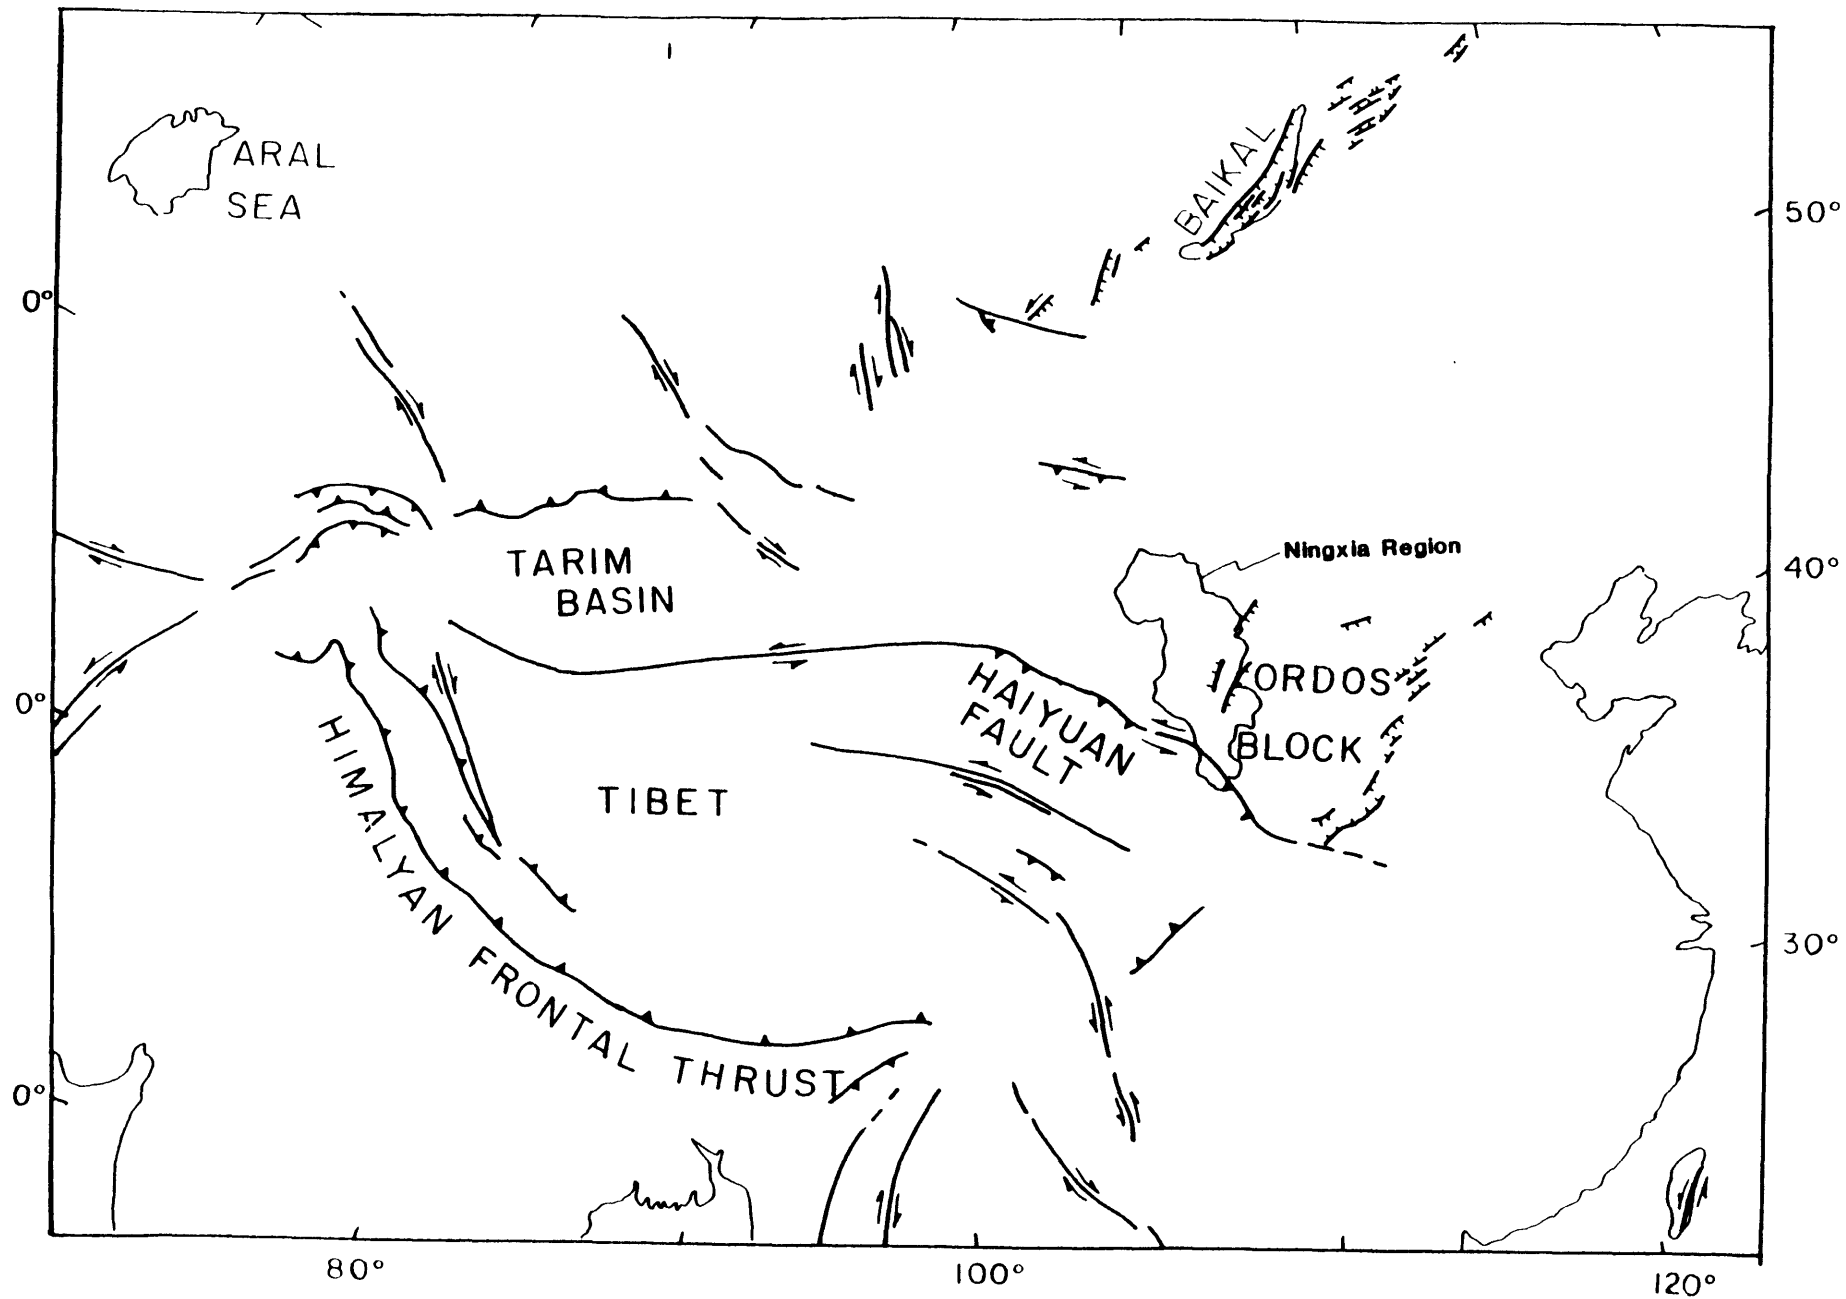 ARAL
SEA
BAIKAL
50°
0°
TARIM
BASIN
Ningxia Region
40°
0°
HAIYUAN
FAULT
ORDOS
BLOCK
TIBET
HIMALYAN FRONTAL THRUST
30°
0°
80°
100°
120°